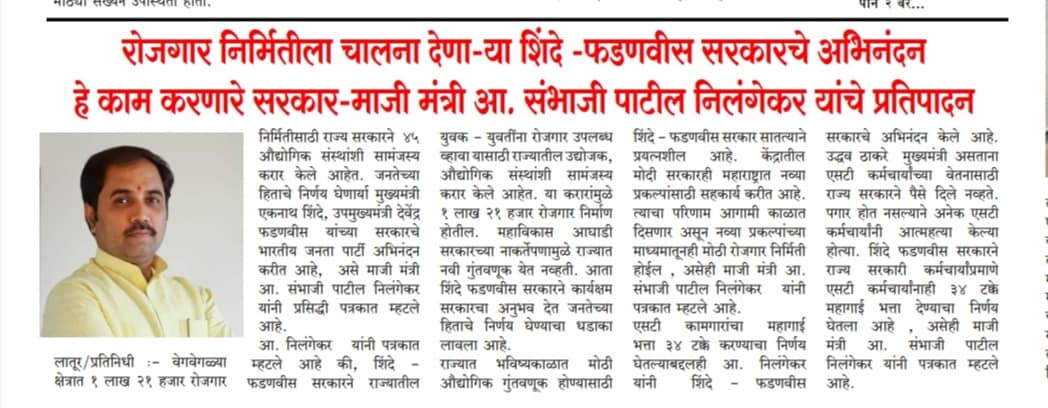 मोठ्या संख्येने उपस्थिती होती.
पान २ वर...
रोजगार निर्मितीला चालना देणा-या शिंदे -फडणवीस सरकारचे अभिनंदन
हे काम करणारे सरकार-माजी मंत्री आ. संभाजी पाटील निलंगेकर यांचे प्रतिपादन
लातूर/प्रतिनिधी :- वेगवेगळ्या
क्षेत्रात १ लाख २१ हजार रोजगार
निर्मितीसाठी राज्य सरकारने ४५
औद्योगिक संस्थांशी सामंजस्य
करार केले आहेत. जनतेच्या
हिताचे निर्णय घेणार्या मुख्यमंत्री
एकनाथ शिंदे, उपमुख्यमंत्री देवेंद्र
फडणवीस यांच्या सरकारचे
भारतीय जनता पार्टी अभिनंदन
करीत आहे, असे माजी मंत्री
आ. संभाजी पाटील निलंगेकर
यांनी प्रसिद्धी पत्रकात म्हटले
आहे.
आ. निलंगेकर यांनी पत्रकात
म्हटले आहे की, शिंदे -
फडणवीस सरकारने राज्यातील
युवक - युवतींना रोजगार उपलब्ध
व्हावा यासाठी राज्यातील उद्योजक,
औद्योगिक संस्थांशी सामंजस्य
करार केले आहेत. या करारांमुळे
१ लाख २१ हजार रोजगार निर्माण
होतील. महाविकास आघाडी
सरकारच्या नाकर्तेपणामुळे राज्यात
नवी गुंतवणूक येत नव्हती. आता
शिंदे फडणवीस सरकारने कार्यक्षम
सरकारचा अनुभव देत जनतेच्या
हिताचे निर्णय घेण्याचा धडाका
लावला आहे.
राज्यात भविष्यकाळात मोठी
औद्योगिक गुंतवणूक होण्यासाठी
शिंदे - फडणवीस सरकार सातत्याने
प्रयत्नशील आहे. केंद्रातील
मोदी सरकारही महाराष्ट्रात नव्या
प्रकल्पांसाठी सहकार्य करीत आहे.
त्याचा परिणाम आगामी काळात
दिसणार असून नव्या प्रकल्पांच्या
माध्यमातूनही मोठी रोजगार निर्मिती
होईल , असेही माजी मंत्री आ.
संभाजी पाटील निलंगेकर यांनी
पत्रकात म्हटले आहे.
एसटी कामगारांचा महागाई
भत्ता ३४ टक्के करण्याचा निर्णय
घेतल्याबद्दलही आ. निलंगेकर
यांनी शिंदे - फडणवीस
सरकारचे अभिनंदन केले आहे.
उद्धव ठाकरे मुख्यमंत्री असताना
एसटी कर्मचार्यांच्या वेतनासाठी
राज्य सरकारने पैसे दिले नव्हते.
पगार होत नसल्याने अनेक एसटी
कर्मचार्यांनी आत्महत्या केल्या
होत्या. शिंदे फडणवीस सरकारने
राज्य सरकारी कर्मचार्यांप्रमाणे
एसटी कर्मचार्यांनाही ३४ टक्के
महागाई भत्ता देण्याचा निर्णय
घेतला आहे , असेही माजी
मंत्री आ. संभाजी पाटील
निलंगेकर यांनी पत्रकात म्हटले
आहे.